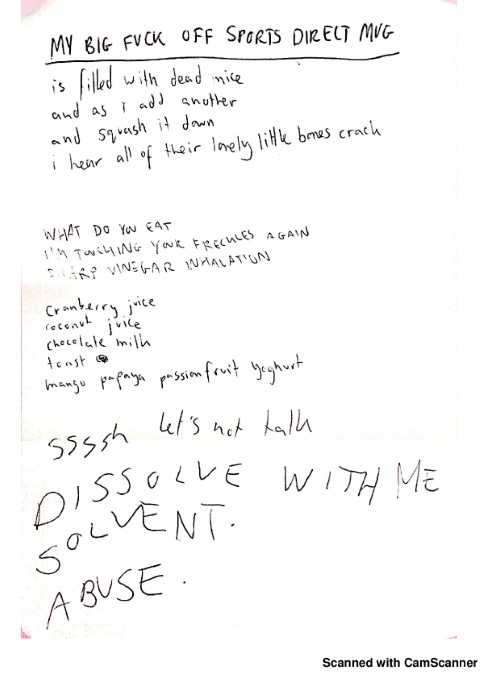 MY BIG FUCK OFF SPORTS DIRECT MUG
is filled with dead mice
and as i add another
and squash it down
i hear all of their lovely little bones crack
WHAT DO YOU EAT
I'M TOUCHING YOUR FRECKLES AGAIN
SHARP VINEGAR INHALATION
cranberry juice
coconut juice
chocolate milk
toast
mango papaya passionfruit yoghurt
ssssh let's not talk
DISSOLVE WITH ME
SOLVENT.
ABUSE.
Scanned with CamScanner